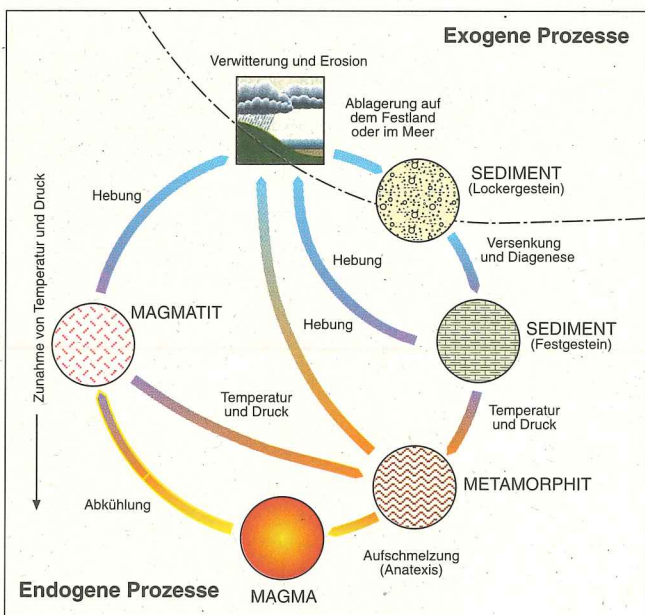 Exogene Prozesse
Verwitterung und Erosion
Ablagerung auf
dem Festland
oder im Meer
SEDIMENT
(Lockergestein)
Hebung
Versenkung
und Diagenese
Hebung
Zunahme von Temperatur und Druck
MAGMATIT
Hebung
SEDIMENT
(Festgestein)
Temperatur
und Druck
Temperatur
und Druck
METAMORPHIT
Abkühlung
Aufschmelzung
(Anatexis)
Endogene Prozesse
MAGMA